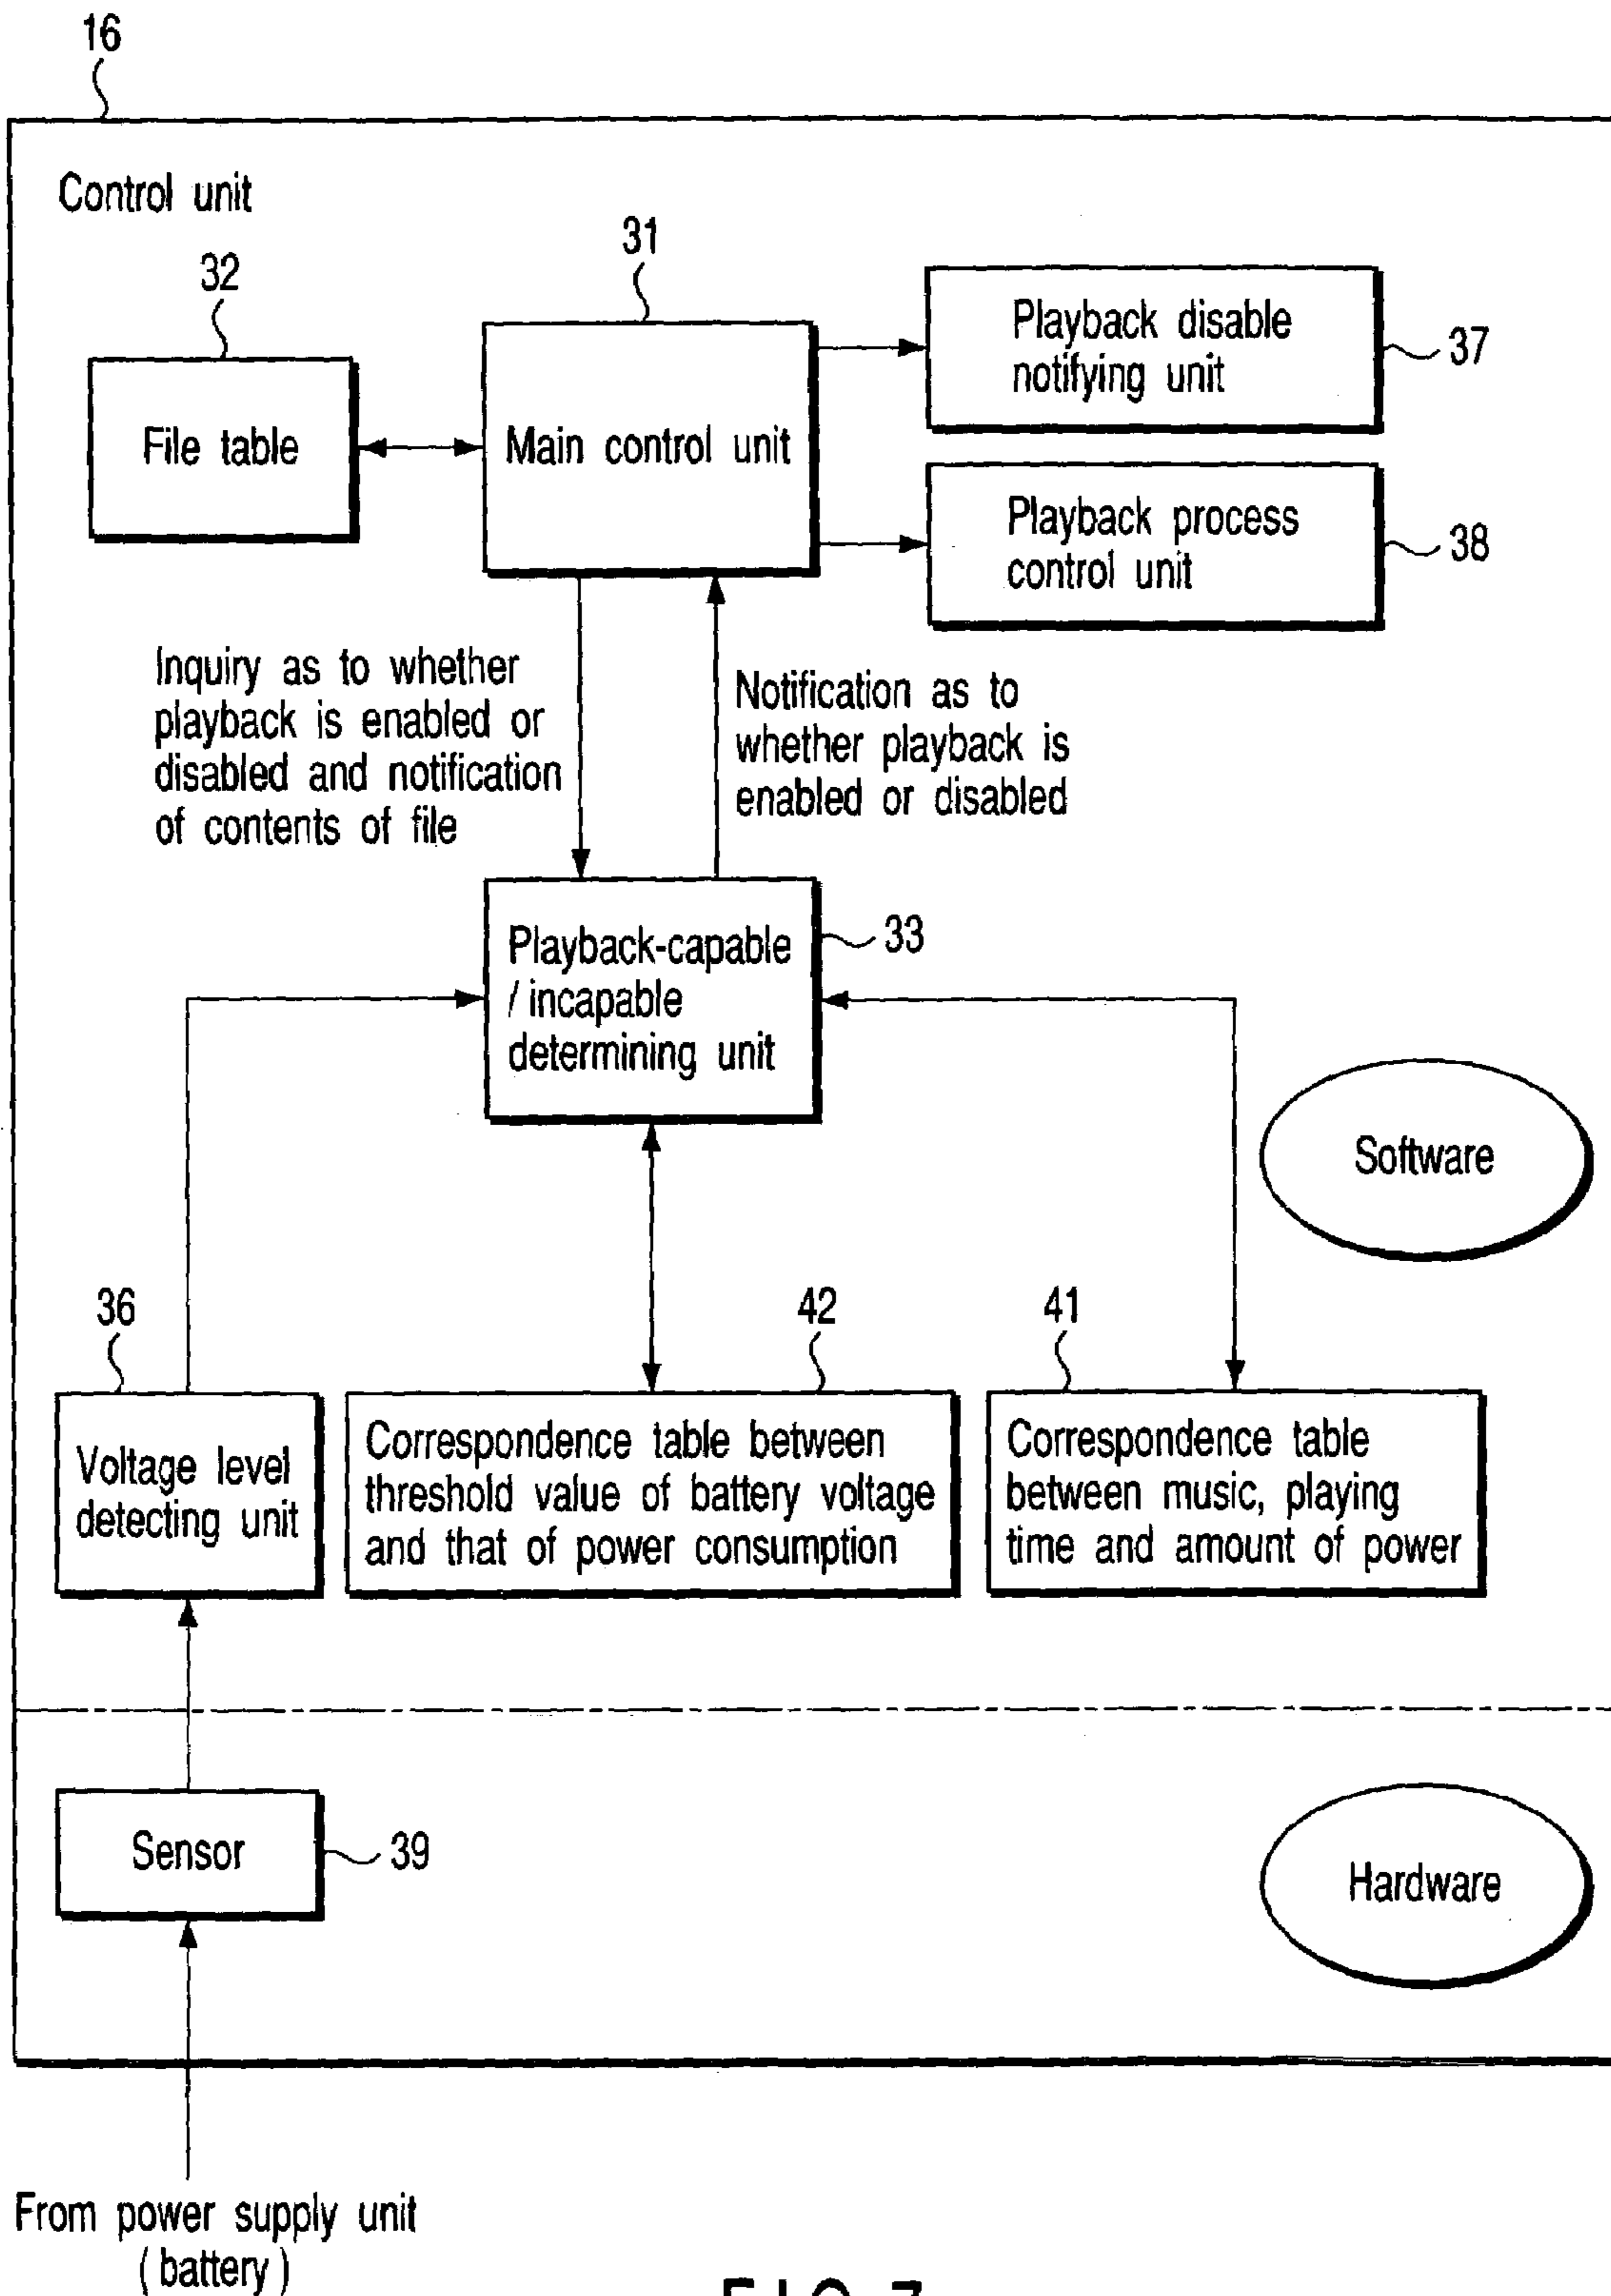 16
Control unit
31
32
Playback disable
notifying unit
37
File table
Main control unit
Playback process
control unit
38
Inquiry as to whether
playback is enabled or
disabled and notification
of contents of file
Notification as to
whether playback is
enabled or disabled
Playback-capable
/ incapable
determining unit
33
Software
36
42
41
Voltage level
detecting unit
Correspondence table between
threshold value of battery voltage
and that of power consumption
Correspondence table
between music, playing
time and amount of power
Sensor
39
Hardware
From power supply unit
(battery)